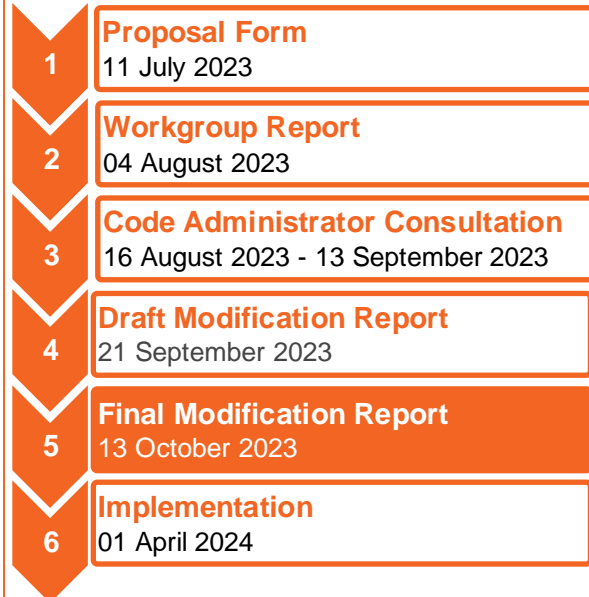 1
Proposal Form
11 July 2023
2
Workgroup Report
04 August 2023
3
Code Administrator Consultation
16 August 2023 - 13 September 2023
4
Draft Modification Report
21 September 2023
5
Final Modification Report
13 October 2023
6
Implementation
01 April 2024